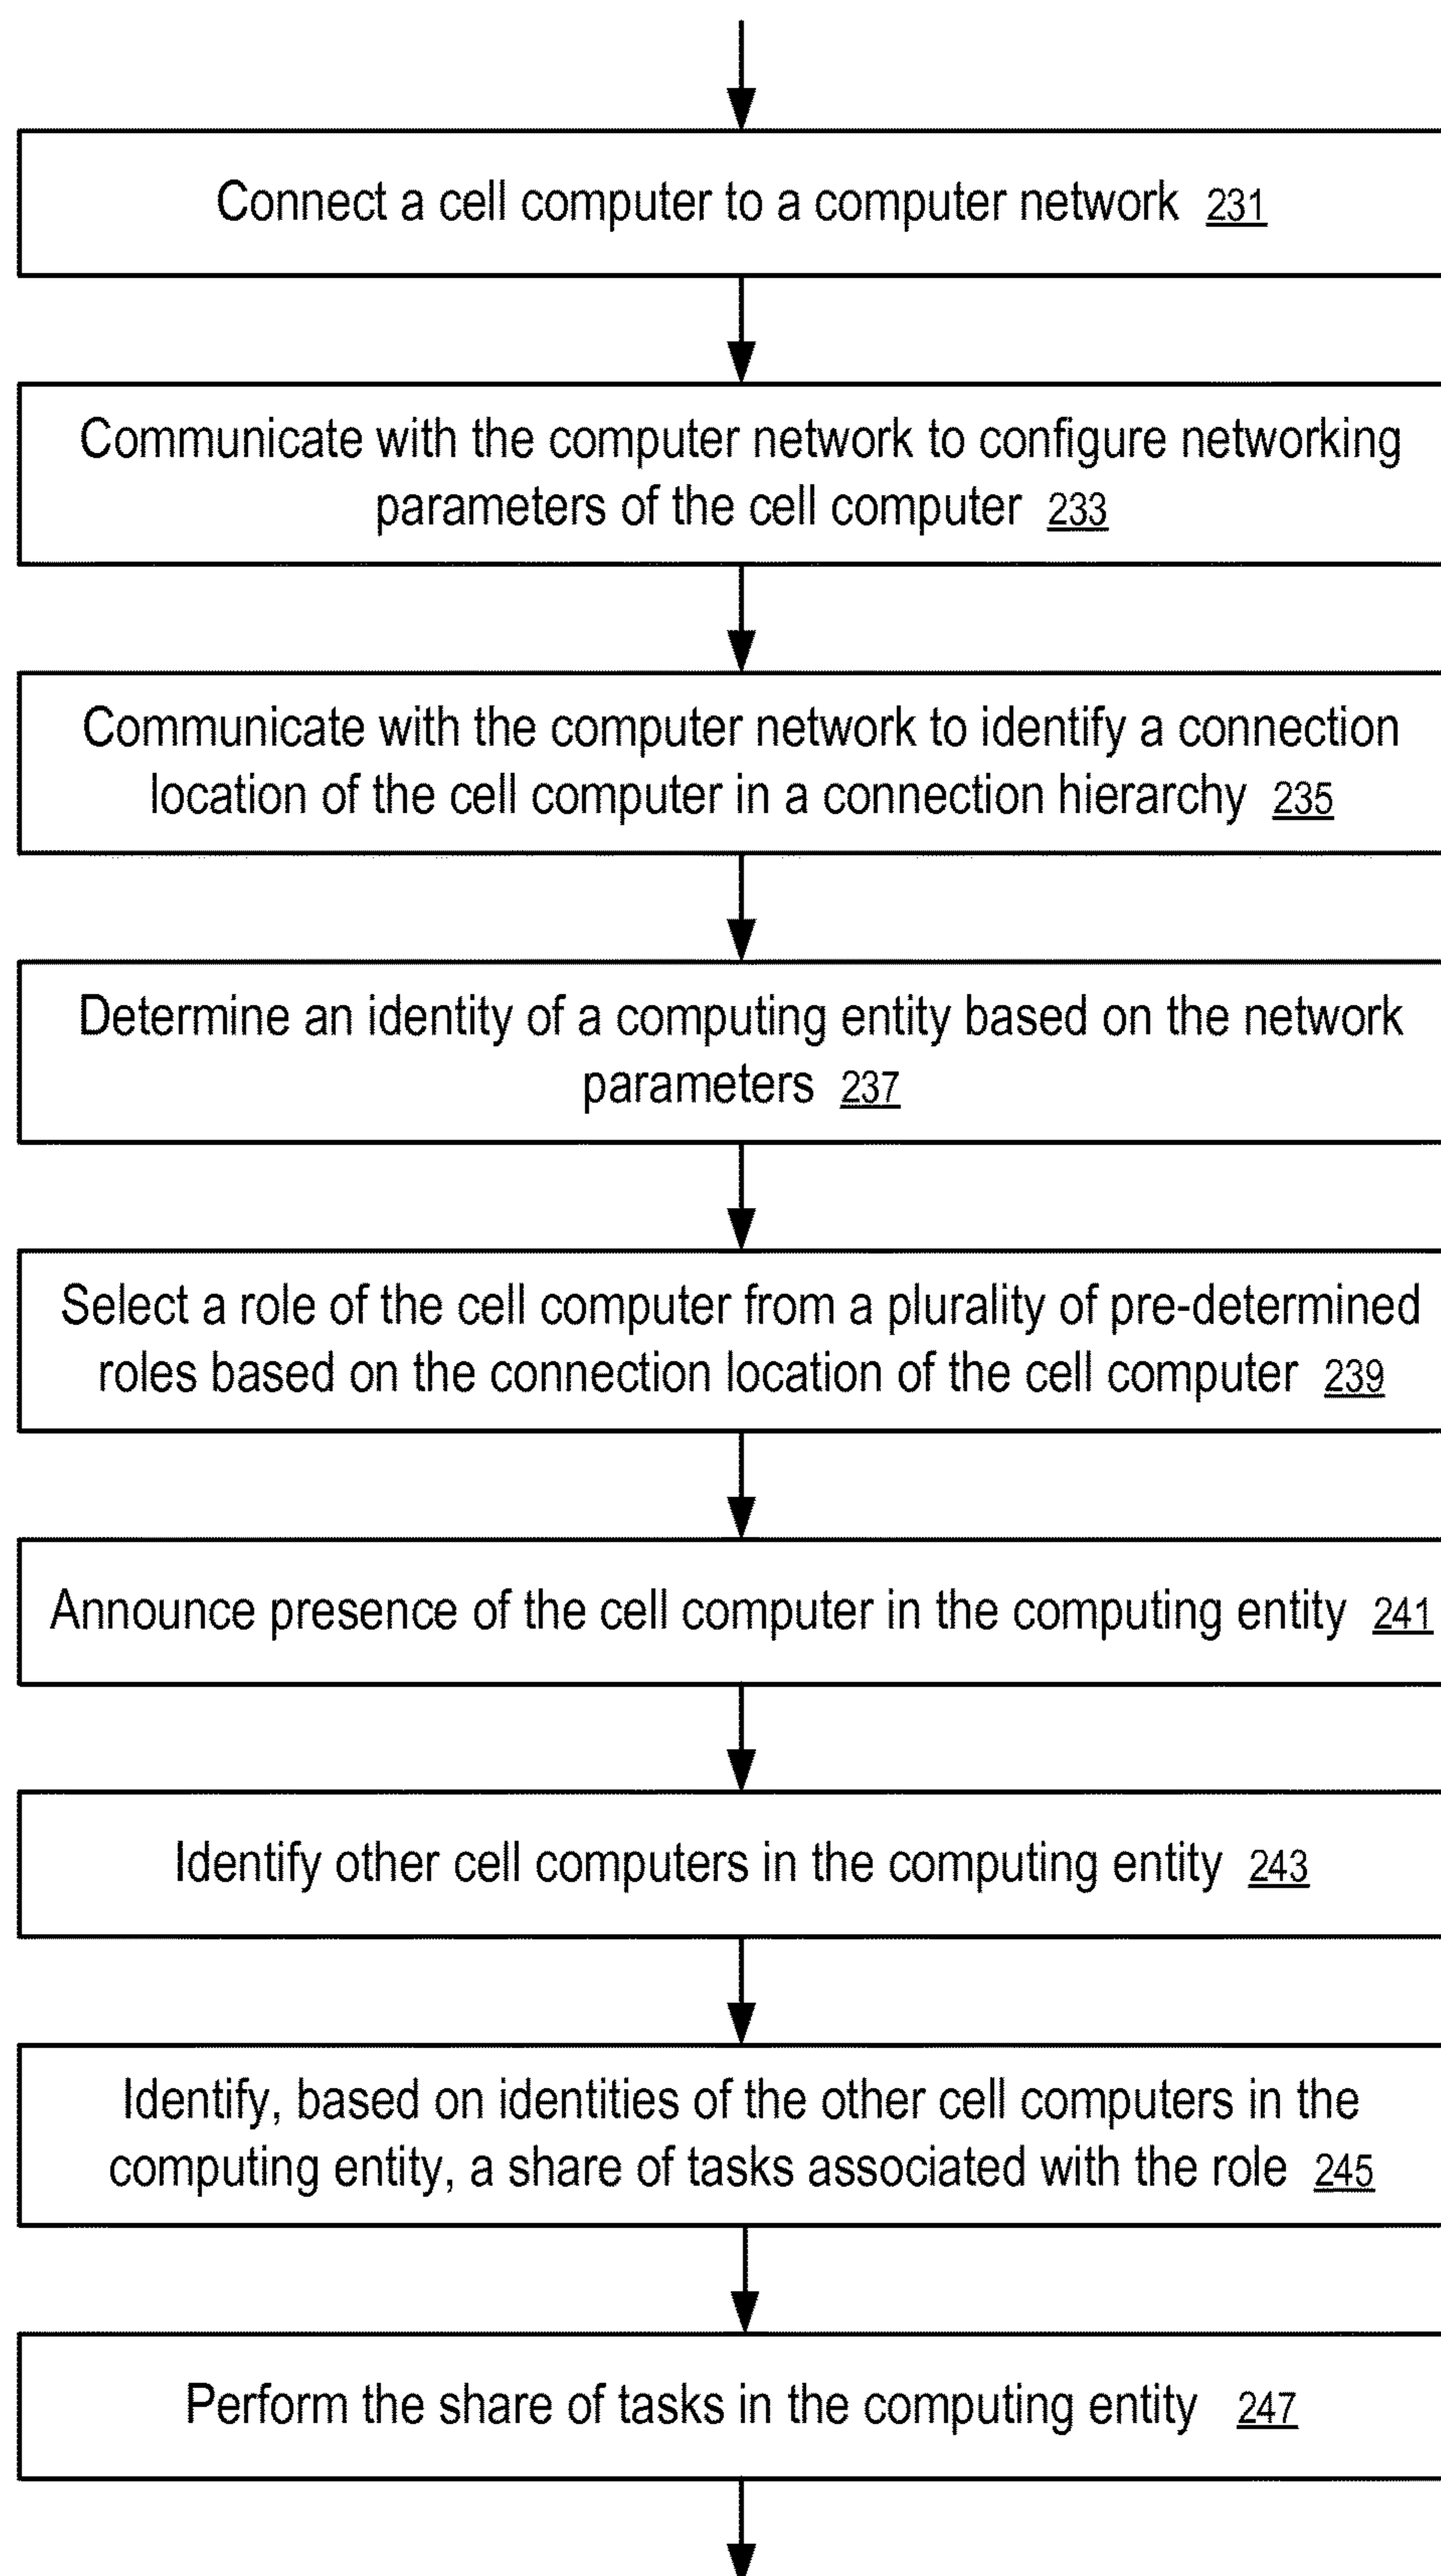 Connect a cell computer to a computer network 231
Communicate with the computer network to configure networking
parameters of the cell computer 233
Communicate with the computer network to identify a connection
location of the cell computer in a connection hierarchy 235
Determine an identity of a computing entity based on the network
parameters 237
Select a role of the cell computer from a plurality of pre-determined
roles based on the connection location of the cell computer 239
Announce presence of the cell computer in the computing entity 241
Identify other cell computers in the computing entity 243
Identify, based on identities of the other cell computers in the
computing entity, a share of tasks associated with the role 245
Perform the share of tasks in the computing entity 247